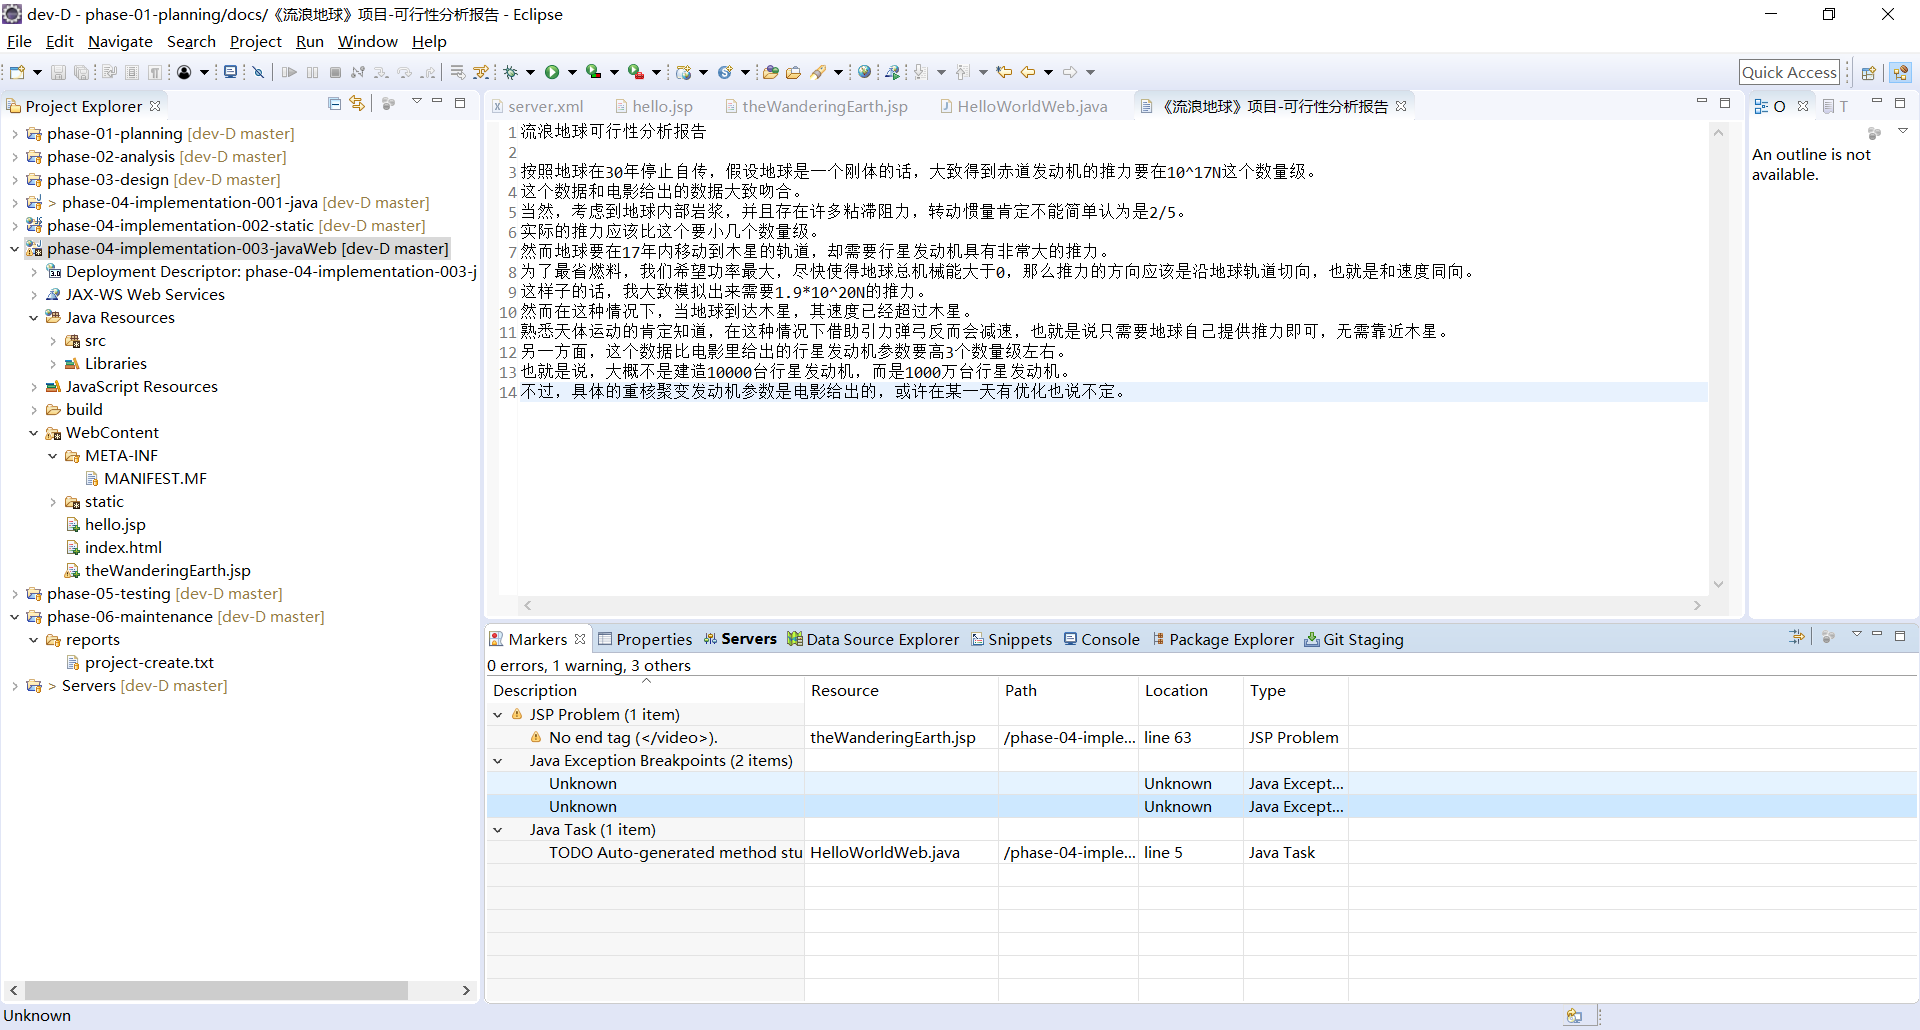 dev-D - phase-01-planning/docs/《流浪地球》项目-可行性分析报告 - Eclipse
File Edit Navigate Search Project Run Window Help
Quick Access
Project Explorer
phase-01-planning [dev-D master]
phase-02-analysis [dev-D master]
phase-03-design [dev-D master]
> phase-04-implementation-001-java [dev-D master]
phase-04-implementation-002-static [dev-D master]
phase-04-implementation-003-javaWeb [dev-D master]
Deployment Descriptor: phase-04-implementation-003-j
JAX-WS Web Services
Java Resources
src
Libraries
JavaScript Resources
build
WebContent
META-INF
MANIFEST.MF
static
hello.jsp
index.html
theWanderingEarth.jsp
phase-05-testing [dev-D master]
phase-06-maintenance [dev-D master]
reports
project-create.txt
> Servers [dev-D master]
server.xml hello.jsp theWanderingEarth.jsp HelloWorldWeb.java 《流浪地球》项目-可行性分析报告
1 流浪地球可行性分析报告
2
3 按照地球在30年停止自传，假设地球是一个刚体的话，大致得到赤道发动机的推力要在10^17N这个数量级。
4 这个数据和电影给出的数据大致吻合。
5 当然，考虑到地球内部岩浆，并且存在许多粘滞阻力，转动惯量肯定不能简单认为是2/5。
6 实际的推力应该比这个要小几个数量级。
7 然而地球要在17年内移动到木星的轨道，却需要行星发动机具有非常大的推力。
8 为了最省燃料，我们希望功率最大，尽快使得地球总机械能大于0，那么推力的方向应该是沿地球轨道切向，也就是和速度同向。
9 这样子的话，我大致模拟出来需要1.9*10^20N的推力。
10 然而在这种情况下，当地球到达木星，其速度已经超过木星。
11 熟悉天体运动的肯定知道，在这种情况下借助引力弹弓反而会减速，也就是说只需要地球自己提供推力即可，无需靠近木星。
12 另一方面，这个数据比电影里给出的行星发动机参数要高3个数量级左右。
13 也就是说，大概不是建造10000台行星发动机，而是1000万台行星发动机。
14 不过，具体的重核聚变发动机参数是电影给出的，或许在某一天有优化也说不定。
O T
An outline is not
available.
Markers Properties Servers Data Source Explorer Snippets Console Package Explorer Git Staging
0 errors, 1 warning, 3 others
Description Resource Path Location Type
JSP Problem (1 item)
No end tag (</video>). theWanderingEarth.jsp /phase-04-imple... line 63 JSP Problem
Java Exception Breakpoints (2 items)
Unknown Unknown Java Except...
Unknown Unknown Java Except...
Java Task (1 item)
TODO Auto-generated method stu HelloWorldWeb.java /phase-04-imple... line 5 Java Task
Unknown